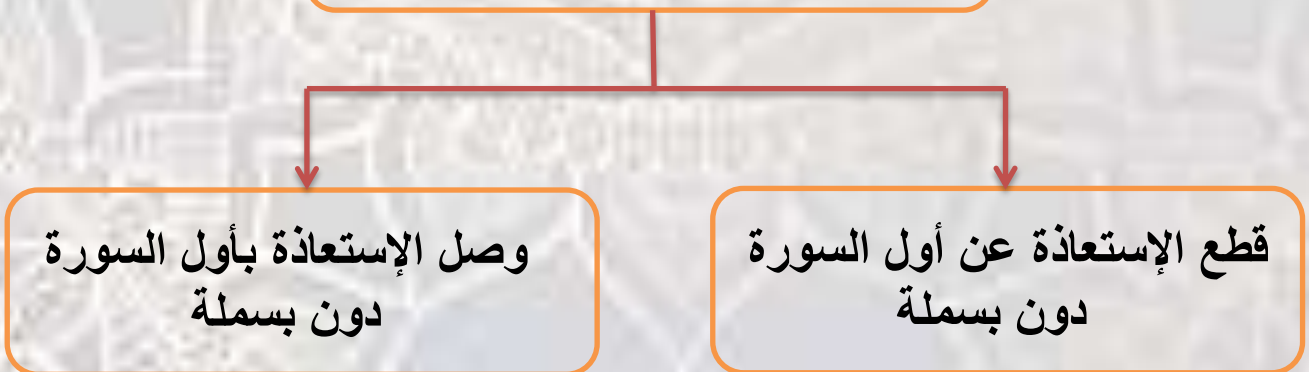 قطع الإستعاذة عن أول السورة
دون بسملة
وصل الإستعاذة بأول السورة
دون بسملة